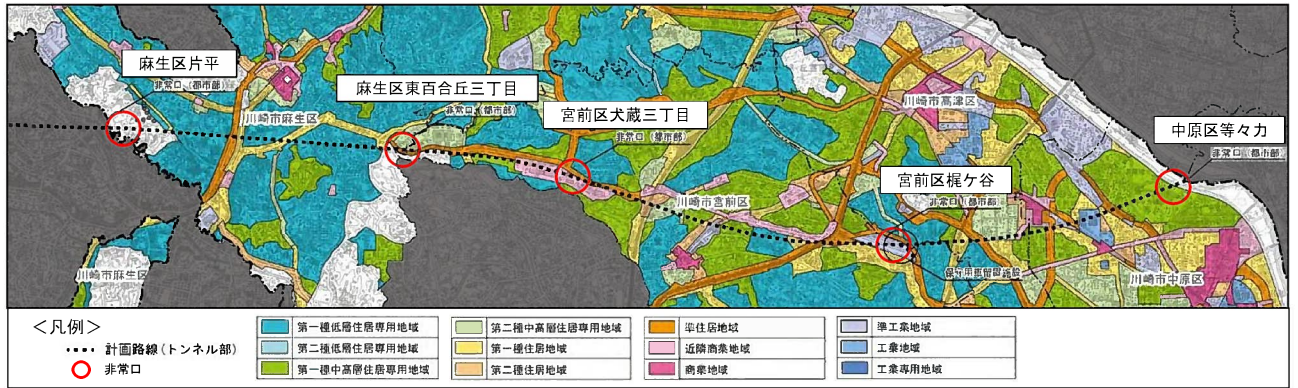 麻生区片平
非常口（都市部）
麻生区東百合丘三丁目
非常口（都市部）
宮前区犬蔵三丁目
非常口（都市部）
中原区等々力
非常口（都市部
宮前区梶ケ谷
非常口（都市部
川崎市麻生区
川崎市高津区
川崎市宮前区
川崎市麻生区
川崎市中原区
保守用車留置施設
＜凡例＞
計画路線（トンネル部）
非常口
第一種低層住居専用地域
第二種低層住居専用地域
第一種中高層住居専用地域
第二種中高層住居専用地域
第一種住居地域
第二種住居地域
準住居地域
近隣商業地域
商業地域
準工業地域
工業地域
工業専用地域